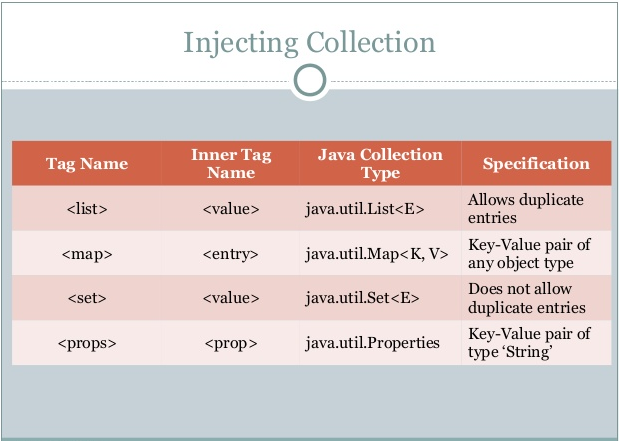 Injecting Collection
Tag Name
Inner Tag
Name
Java Collection
Type
Specification
<list>
<value>
java.util.List<E>
Allows duplicate
entries
<map>
<entry>
java.util.Map<K, V>
Key-Value pair of
any object type
<set>
<value>
java.util.Set<E>
Does not allow
duplicate entries
<props>
<prop>
java.util.Properties
Key-Value pair of
type ‘String’